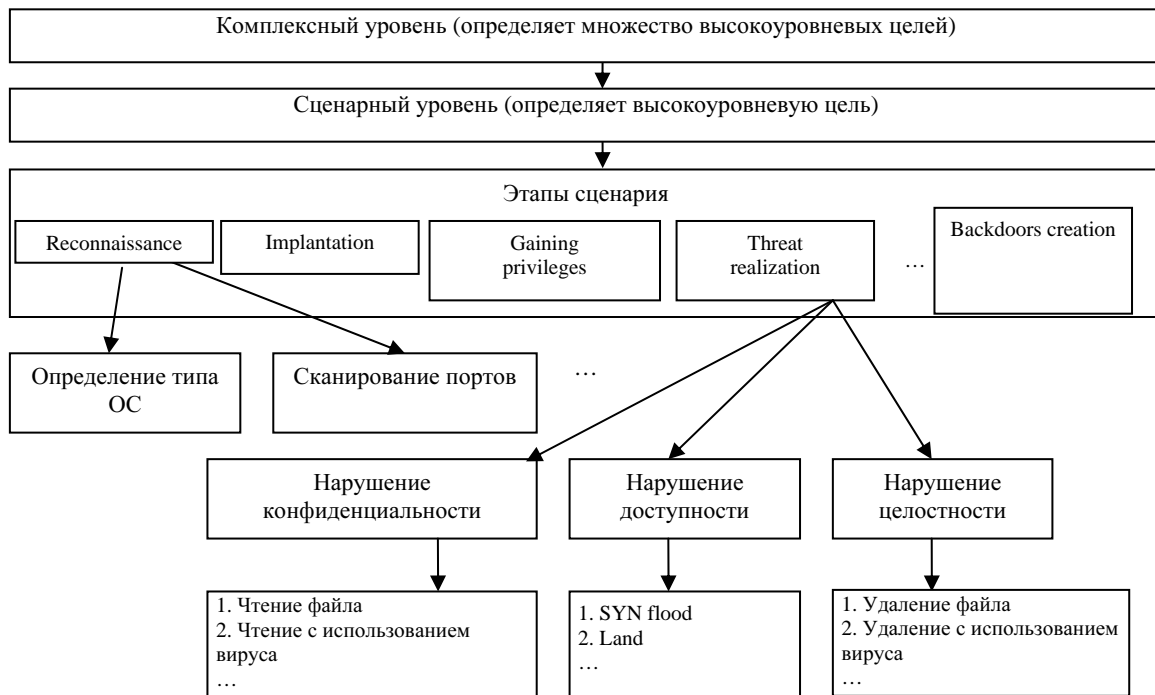 Комплексный уровень (определяет множество высокоуровневых целей)
Сценарный уровень (определяет высокоуровневую цель)
Этапы сценария
Reconnaissance
Implantation
Gaining
privileges
Threat
realization
…
Backdoors creation
Определение типа
ОС
Сканирование портов
…
Нарушение
конфиденциальности
Нарушение
доступности
Нарушение
целостности
1. Чтение файла
2. Чтение с использованием
вируса
…
1. SYN flood
2. Land
…
1. Удаление файла
2. Удаление с использованием
вируса
…